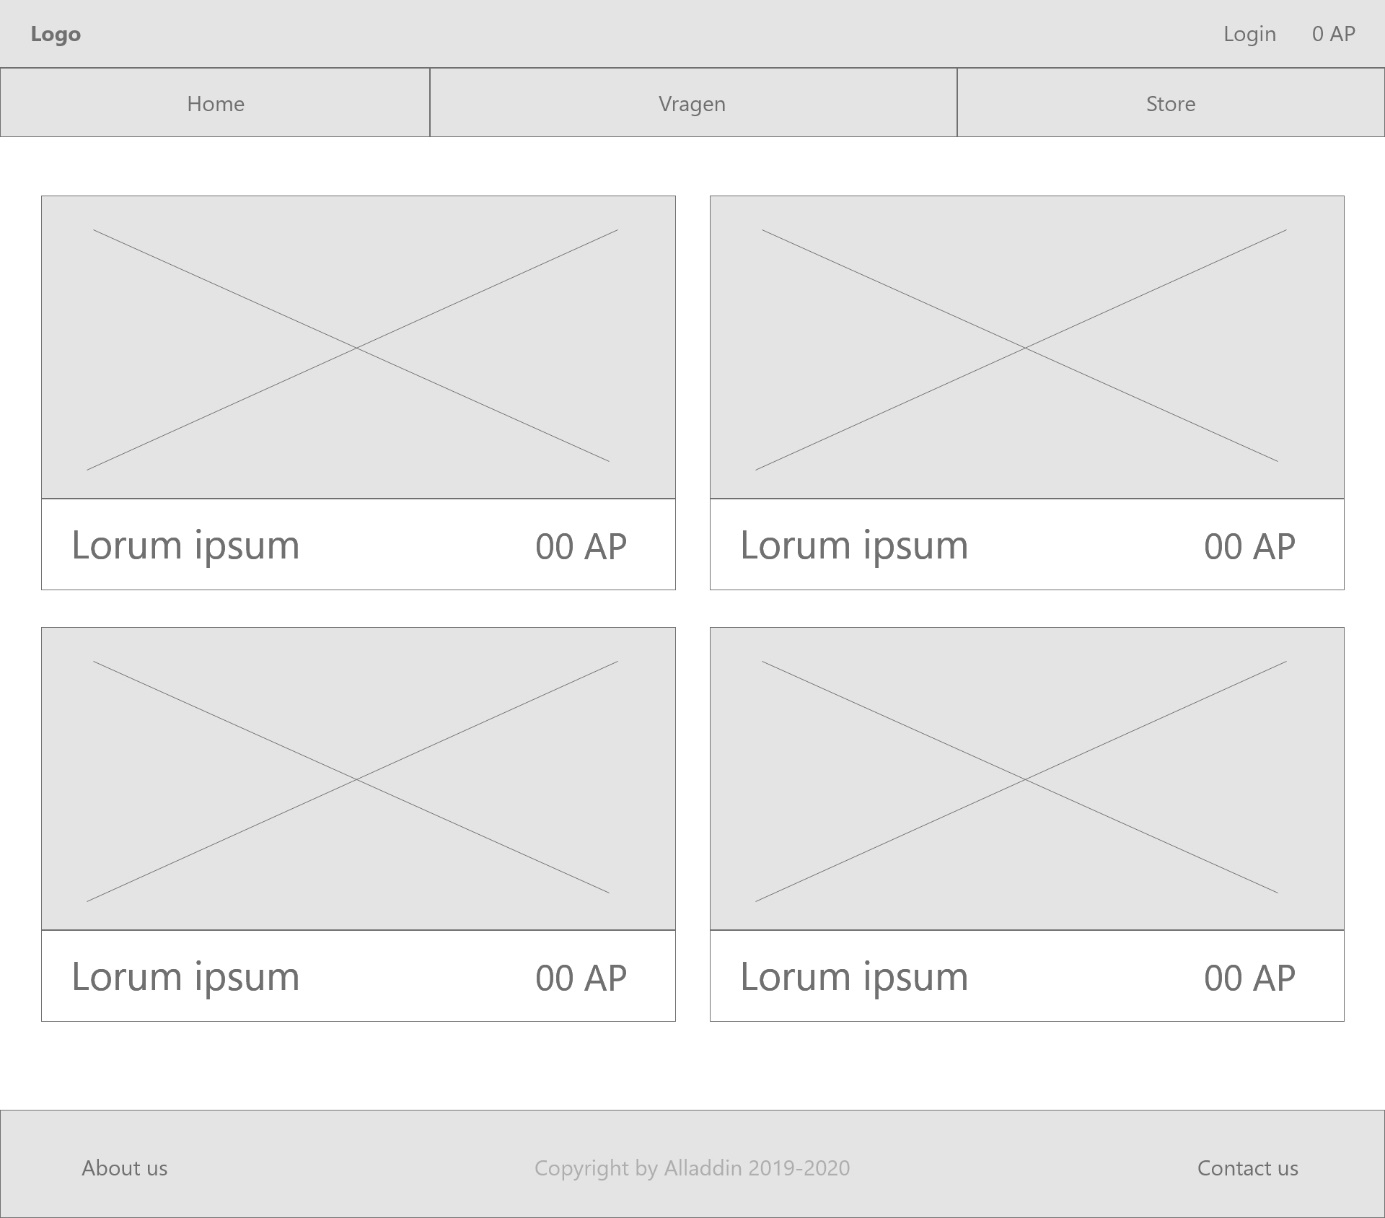 Logo
Login 0 AP
Home Vragen Store
Lorum ipsum 00 AP
Lorum ipsum 00 AP
Lorum ipsum 00 AP
Lorum ipsum 00 AP
About us Copyright by Alladdin 2019-2020 Contact us